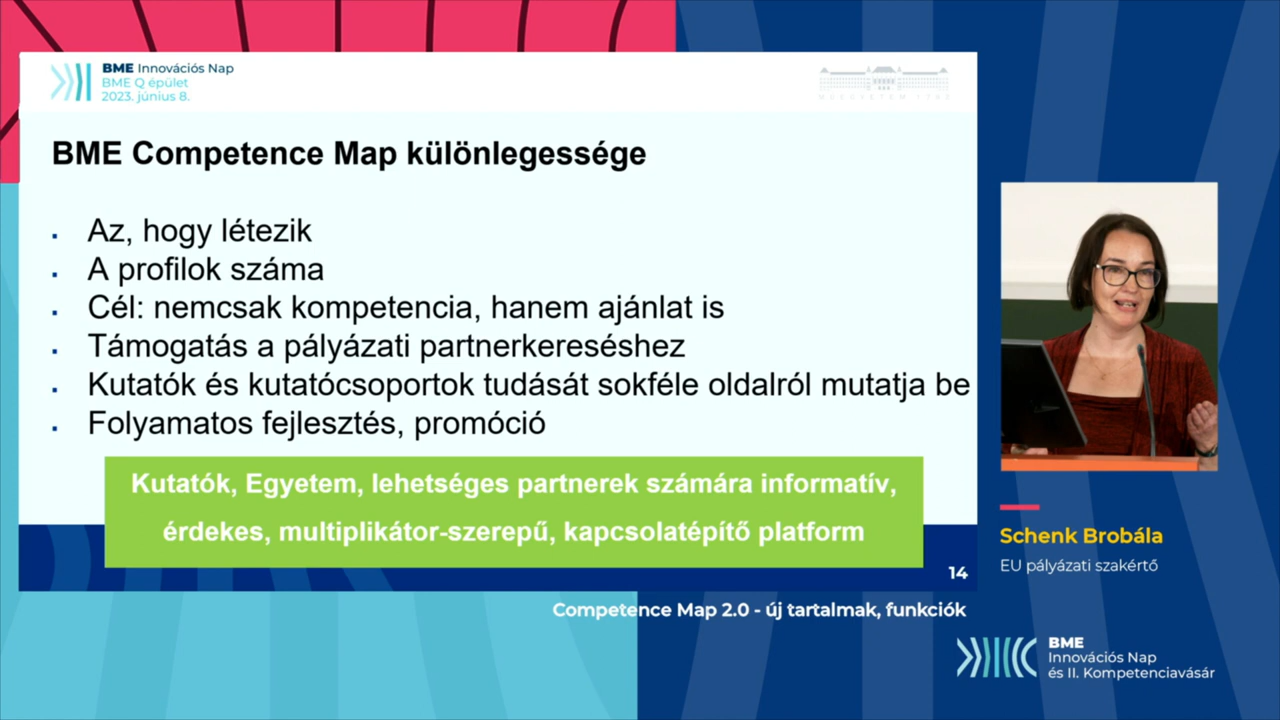 BME Innovációs Nap
BME Q épület
2023. június 8.
MŰEGYETEM 1782
BME Competence Map különlegessége
Az, hogy létezik
A profilok száma
Cél: nemcsak kompetencia, hanem ajánlat is
Támogatás a pályázati partnerkereséshez
Kutatók és kutatócsoportok tudását sokféle oldalról mutatja be
Folyamatos fejlesztés, promóció
Kutatók, Egyetem, lehetséges partnerek számára informatív,
érdekes, multiplikátor-szerepű, kapcsolatépítő platform
14
Schenk Brobála
EU pályázati szakértő
Competence Map 2.0 - új tartalmak, funkciók
BME
Innovációs Nap
és II. Kompetenciavásár